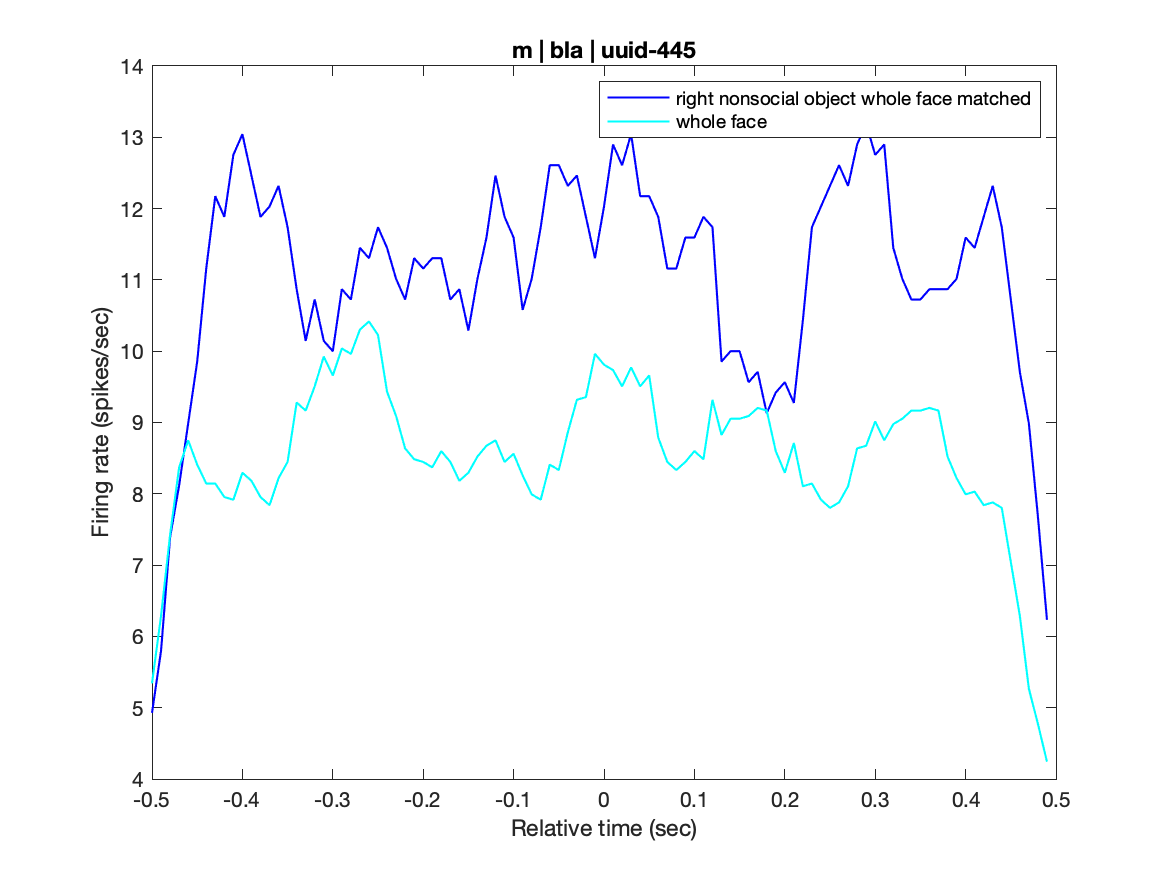 m | bla | uuid-445
right nonsocial object whole face matched
whole face
Firing rate (spikes/sec)
14
13
12
11
10
9
8
7
6
5
4
-0.5 -0.4 -0.3 -0.2 -0.1 0 0.1 0.2 0.3 0.4 0.5
Relative time (sec)